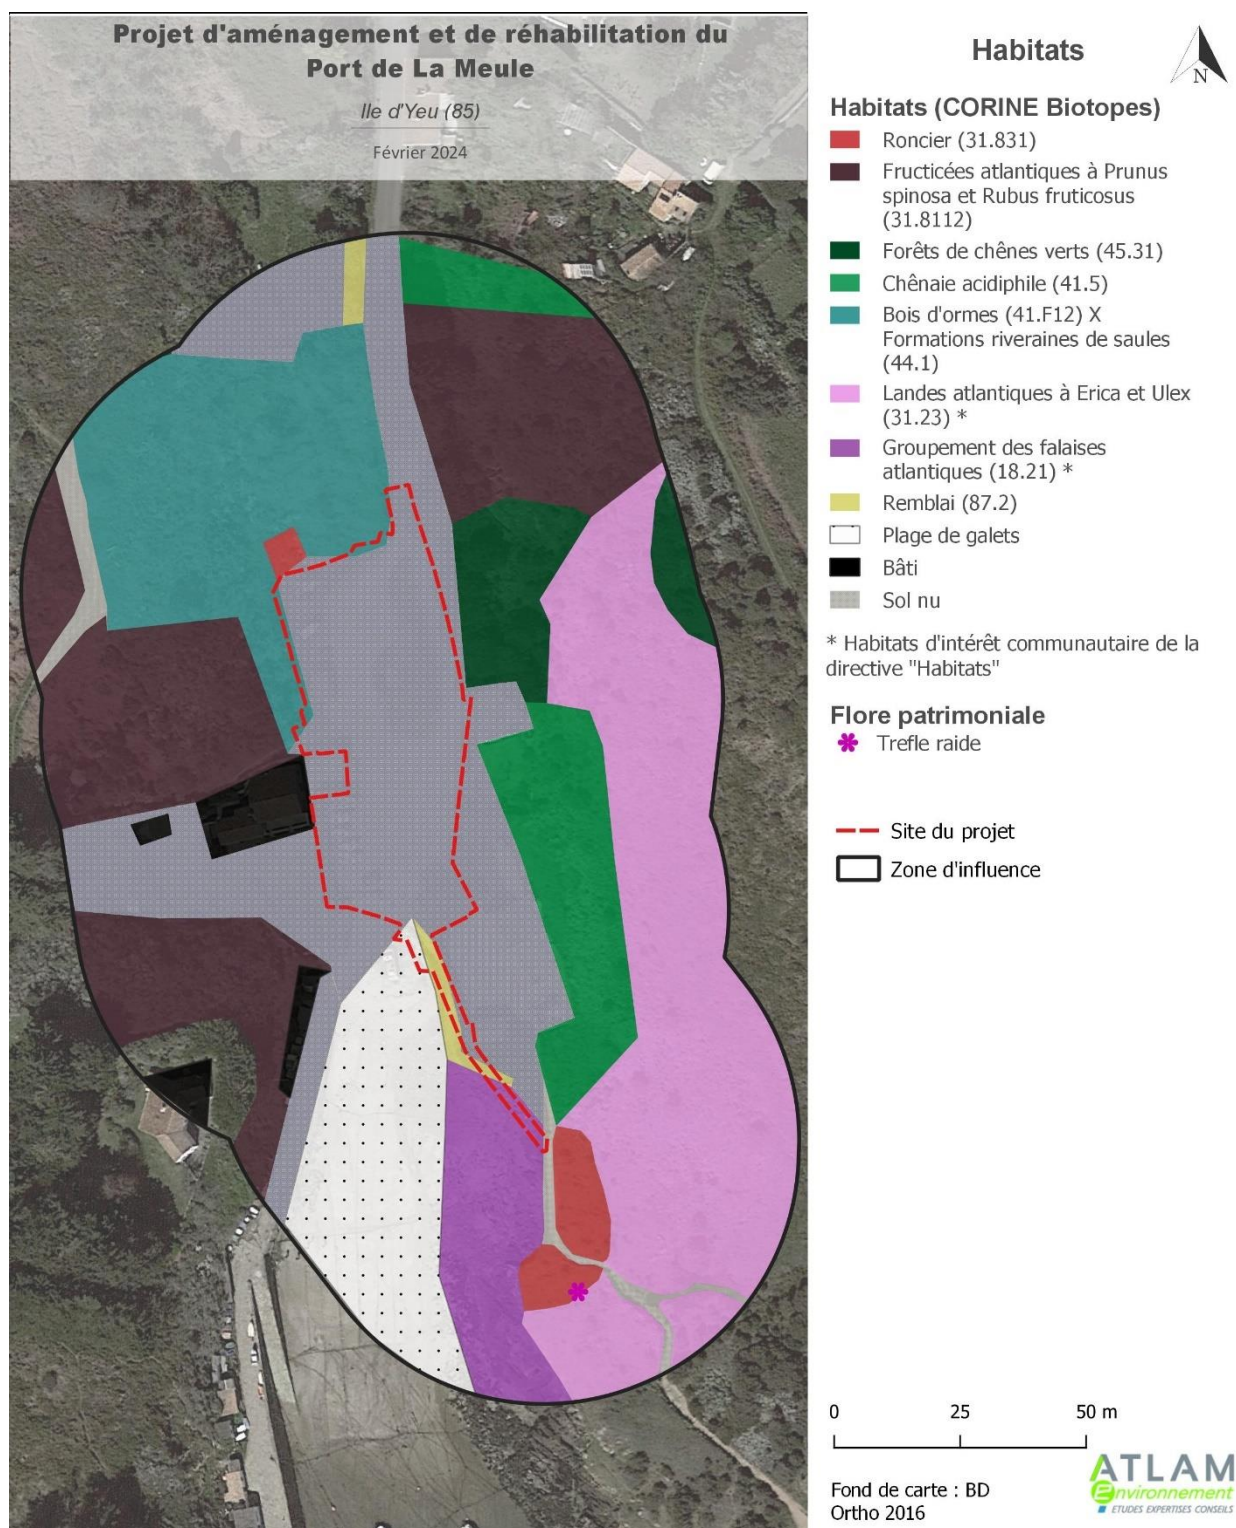 Projet d'aménagement et de réhabilitation du
Port de La Meule
Ile d'Yeu (85)
Février 2024
Habitats
N
Habitats (CORINE Biotopes)
Roncier (31.831)
Fructicées atlantiques à Prunus
spinosa et Rubus fruticosus
(31.8112)
Forêts de chênes verts (45.31)
Chênaie acidiphile (41.5)
Bois d'ormes (41.F12) X
Formations riveraines de saules
(44.1)
Landes atlantiques à Erica et Ulex
(31.23) *
Groupement des falaises
atlantiques (18.21) *
Remblai (87.2)
Plage de galets
Bâti
Sol nu
* Habitats d'intérêt communautaire de la
directive "Habitats"
Flore patrimoniale
Trefle raide
Site du projet
Zone d'influence
0 25 50 m
Fond de carte : BD
Ortho 2016
ATLAM
environnement
ETUDES EXPERTISES CONSEILS